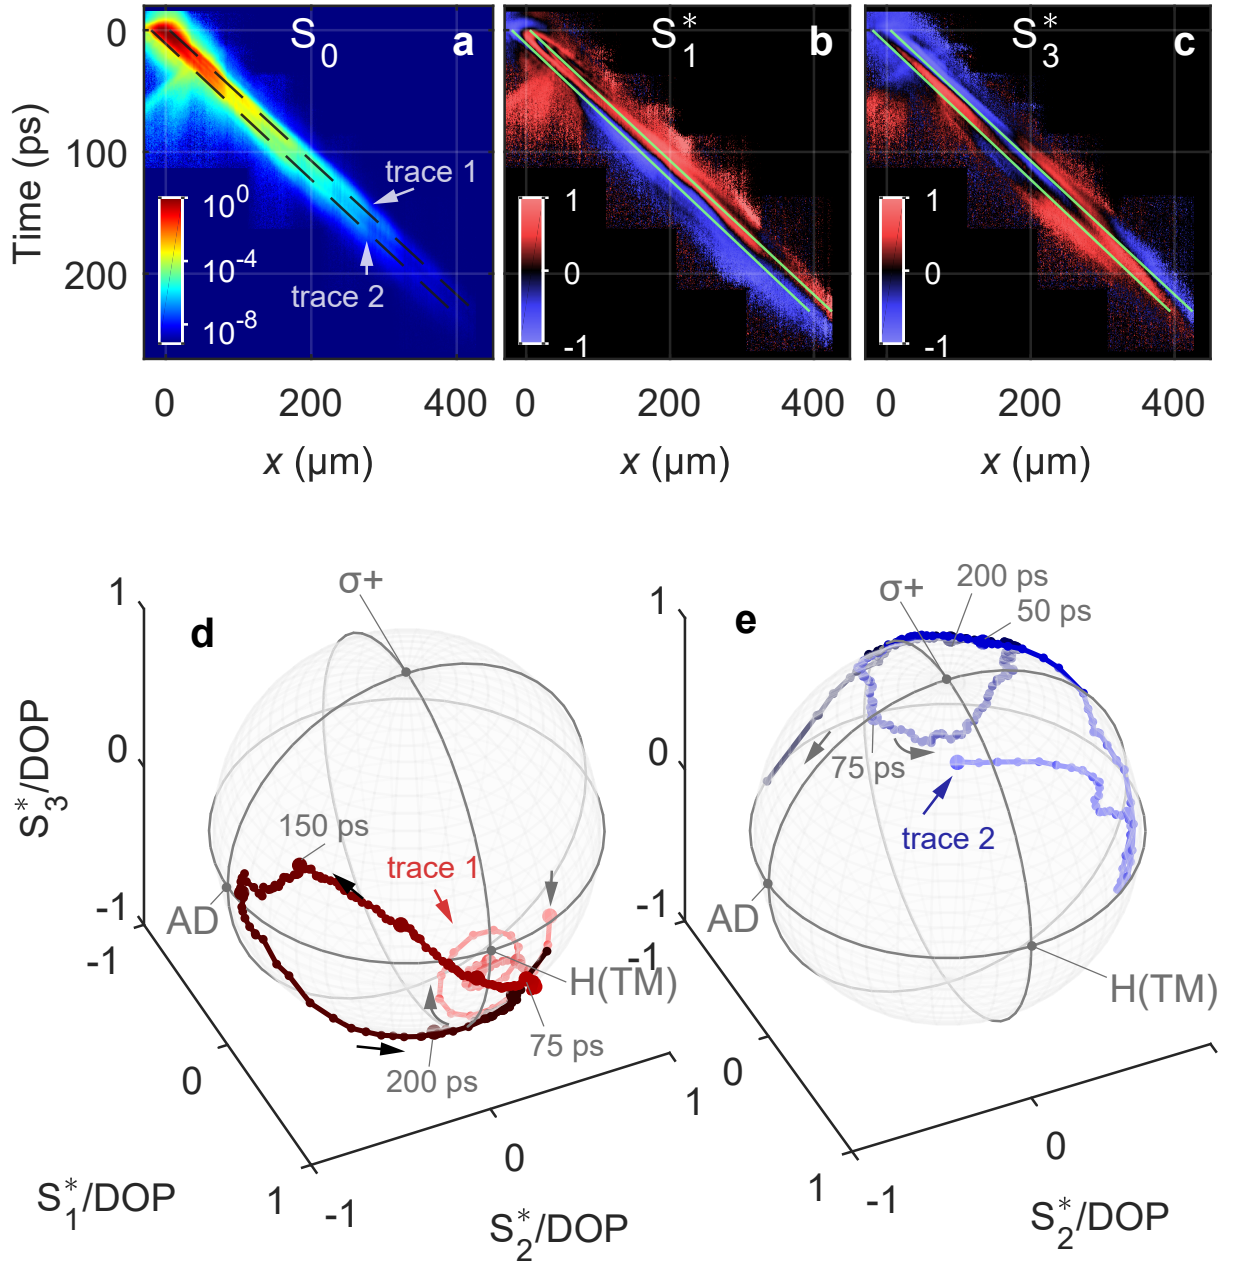 S₀ a
S₁* b
S₃* c
Time (ps)
0
100
200
trace 1
trace 2
10⁰
10⁻⁴
10⁻⁸
1
0
-1
1
0
-1
0 200 400
0 200 400
0 200 400
x (µm)
x (µm)
x (µm)
d
σ+
1
0
-1
S₃*/DOP
150 ps
trace 1
AD
H(TM)
75 ps
200 ps
-1
0
1
S₁*/DOP
-1
0
1
S₂*/DOP
e
σ+
200 ps
50 ps
1
0
-1
75 ps
trace 2
AD
H(TM)
-1
0
1
-1
0
S₂*/DOP